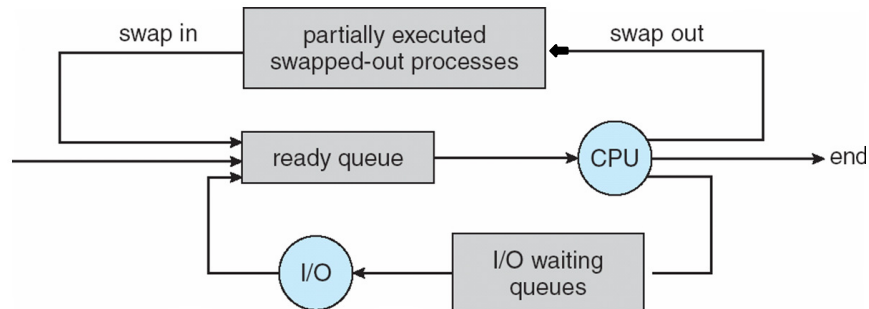 swap in
partially executed
swapped-out processes
swap out
ready queue
CPU
end
I/O
I/O waiting
queues